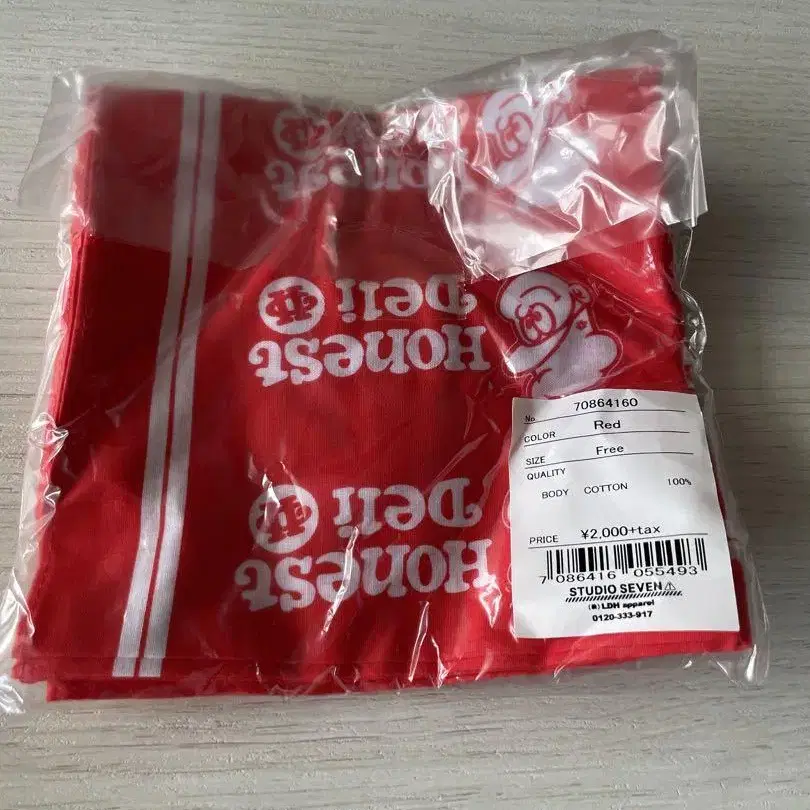 Honest
Honest
Deli
Honest
Deli
No. 70864160
COLOR Red
SIZE Free
QUALITY
BODY COTTON 100%
PRICE ¥2,000+tax
7 086416 055493
STUDIO SEVEN
(株) LDH apparel
0120-333-917